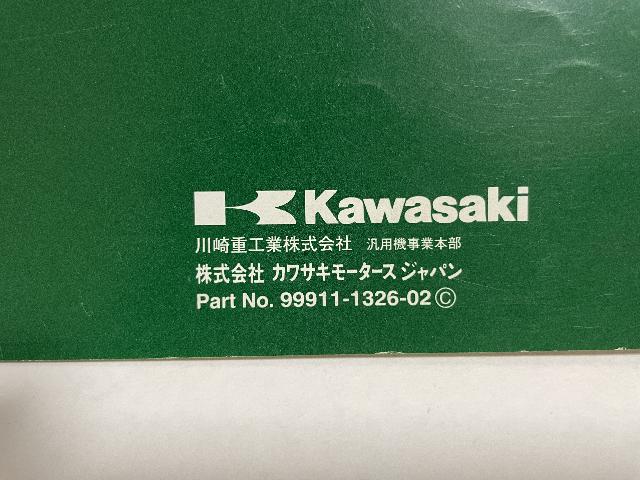 Kawasaki
川崎重工業株式会社 汎用機事業本部
株式会社 カワサキモータースジャパン
Part No. 99911-1326-02 Ⓒ